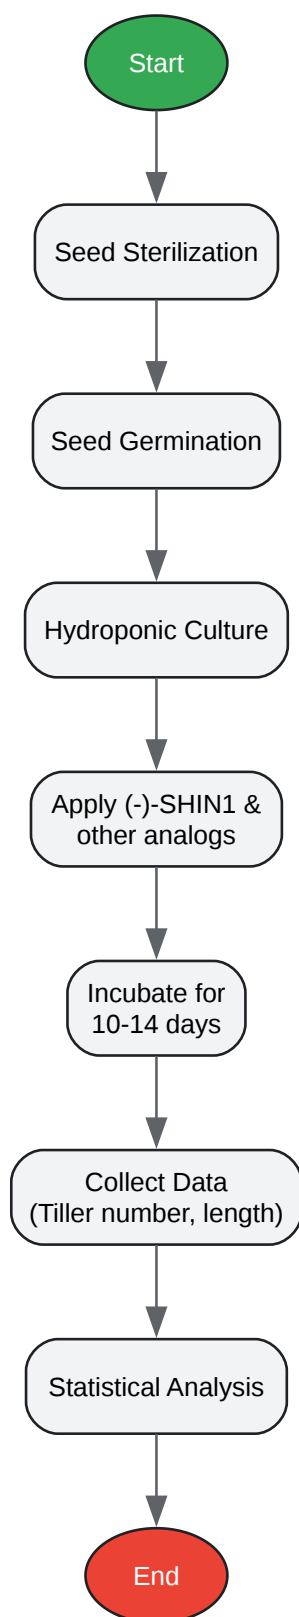 Start
Seed Sterilization
Seed Germination
Hydroponic Culture
Apply (-)-SHIN1 &
other analogs
Incubate for
10-14 days
Collect Data
(Tiller number, length)
Statistical Analysis
End